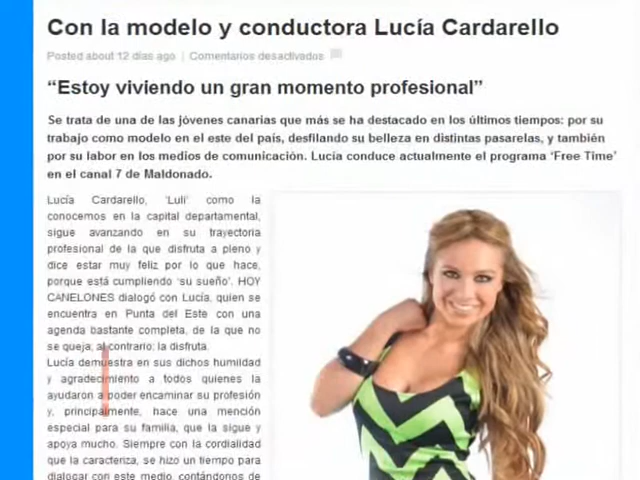 Con la modelo y conductora Lucía Cardarello
Posted about 12 días ago | Comentarios desactivados
“Estoy viviendo un gran momento profesional”
Se trata de una de las jóvenes canarias que más se ha destacado en los últimos tiempos: por su
trabajo como modelo en el este del país, desfilando su belleza en distintas pasarelas, y también
por su labor en los medios de comunicación. Lucía conduce actualmente el programa ‘Free Time’
en el canal 7 de Maldonado.
Lucía Cardarello, ‘Luli’ como la
conocemos en la capital departamental,
sigue avanzando en su trayectoria
profesional de la que disfruta a pleno y
dice estar muy feliz por lo que hace,
porque está cumpliendo ‘su sueño’. HOY
CANELONES dialogó con Lucía, quien se
encuentra en Punta del Este con una
agenda bastante completa, de la que no
se queja; al contrario: la disfruta.
Lucía demuestra en sus dichos humildad
y agradecimiento a todos quienes la
ayudaron a poder encaminar su profesión
y, principalmente, hace una mención
especial para su familia, que la sigue y
apoya mucho. Siempre con la cordialidad
que la caracteriza, se hizo un tiempo para
dialogar con este medio, contándonos de